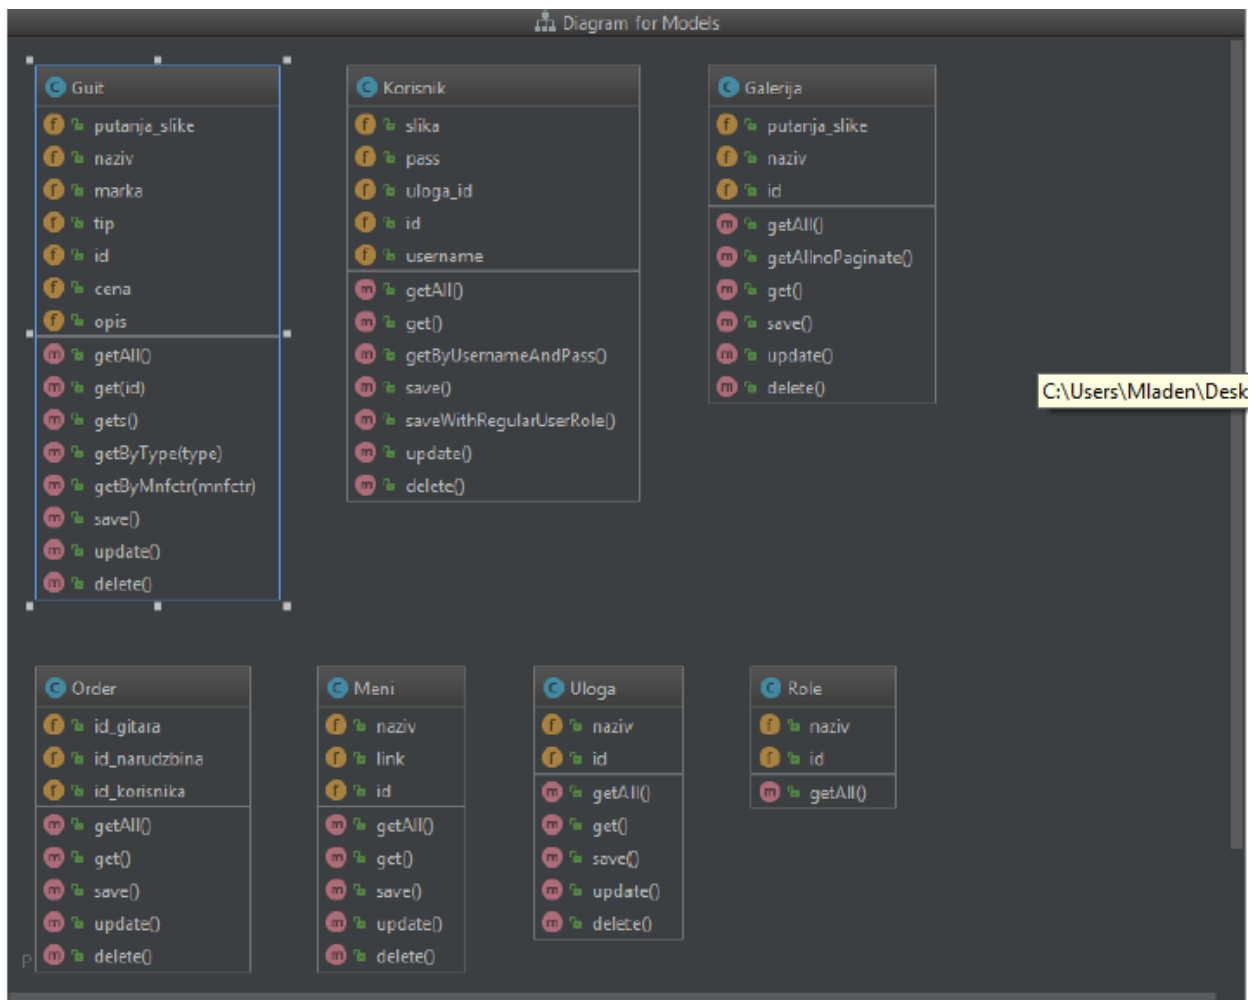 Diagram for Models
Guit
putanja_slike
naziv
marka
tip
id
cena
opis
getAll()
get(id)
gets()
getByType(type)
getByMnfctr(mnfctr)
save()
update()
delete()
Korisnik
slika
pass
uloga_id
id
username
getAll()
get()
getByUsernameAndPass()
save()
saveWithRegularUserRole()
update()
delete()
Galerija
putanja_slike
naziv
id
getAll()
getAllnoPaginate()
get()
save()
update()
delete()
C:\Users\Mladen\Desk
Order
id_gitara
id_narudzbina
id_korisnika
getAll()
get()
save()
update()
delete()
Meni
naziv
link
id
getAll()
get()
save()
update()
delete()
Uloga
naziv
id
getAll()
get()
save()
update()
delete()
Role
naziv
id
getAll()
P